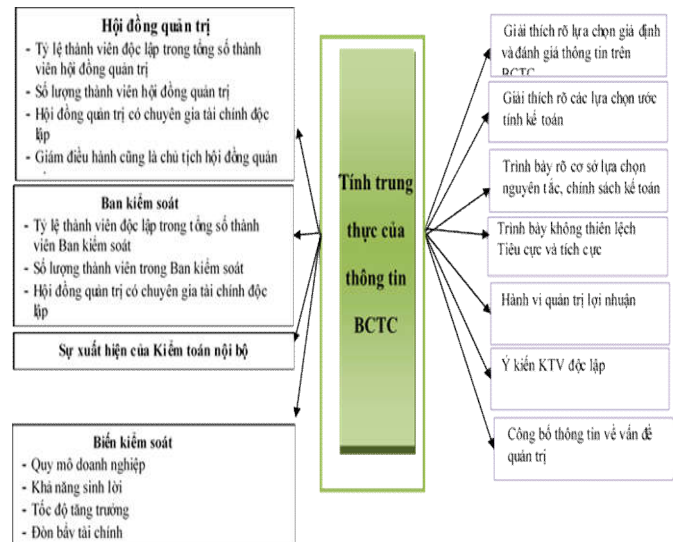 Hội đồng quản trị
- Tỷ lệ thành viên độc lập trong tổng số thành
viên hội đồng quản trị
- Số lượng thành viên hội đồng quản trị
- Hội đồng quản trị có chuyên gia tài chính độc
lập
- Giám điều hành cũng là chủ tịch hội đồng quản
Ban kiểm soát
- Tỷ lệ thành viên độc lập trong tổng số thành
viên Ban kiểm soát
- Số lượng thành viên trong Ban kiểm soát
- Hội đồng quản trị có chuyên gia tài chính độc
lập
Sự xuất hiện của Kiểm toán nội bộ
Biến kiểm soát
- Quy mô doanh nghiệp
- Khả năng sinh lời
- Tốc độ tăng trưởng
- Đòn bẩy tài chính
Tính trung
thực của
thông tin
BCTC
Giải thích rõ lựa chọn giả định
và đánh giá thông tin trên
BCTC
Giải thích rõ các lựa chọn ước
tính kế toán
Trình bày rõ cơ sở lựa chọn
nguyên tắc, chính sách kế toán
Trình bày không thiên lệch
Tiêu cực và tích cực
Hành vi quản trị lợi nhuận
Ý kiến KTV độc lập
Công bố thông tin về vấn đề
quản trị